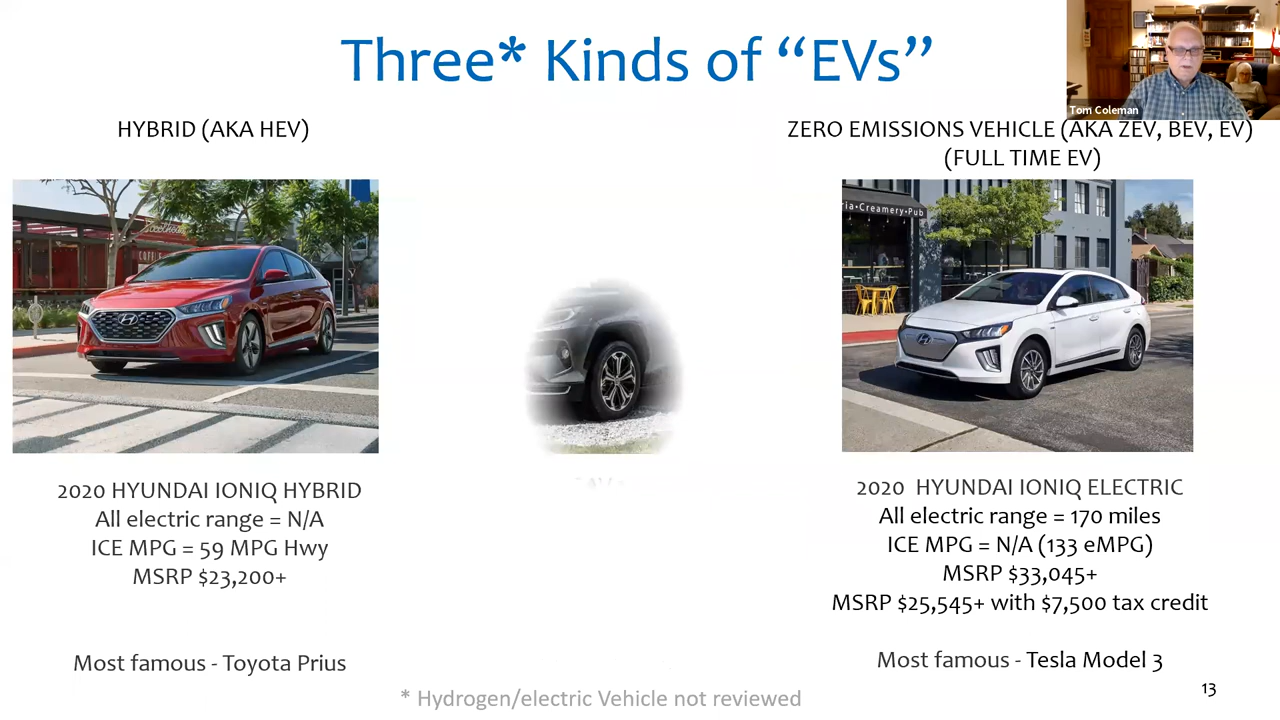 Three* Kinds of “EVs”
Tom Coleman
HYBRID (AKA HEV)
ZERO EMISSIONS VEHICLE (AKA ZEV, BEV, EV)
(FULL TIME EV)
ria•Creamery•Pub
2020 HYUNDAI IONIQ HYBRID
All electric range = N/A
ICE MPG = 59 MPG Hwy
MSRP $23,200+
Most famous - Toyota Prius
2020 HYUNDAI IONIQ ELECTRIC
All electric range = 170 miles
ICE MPG = N/A (133 eMPG)
MSRP $33,045+
MSRP $25,545+ with $7,500 tax credit
Most famous - Tesla Model 3
* Hydrogen/electric Vehicle not reviewed
13